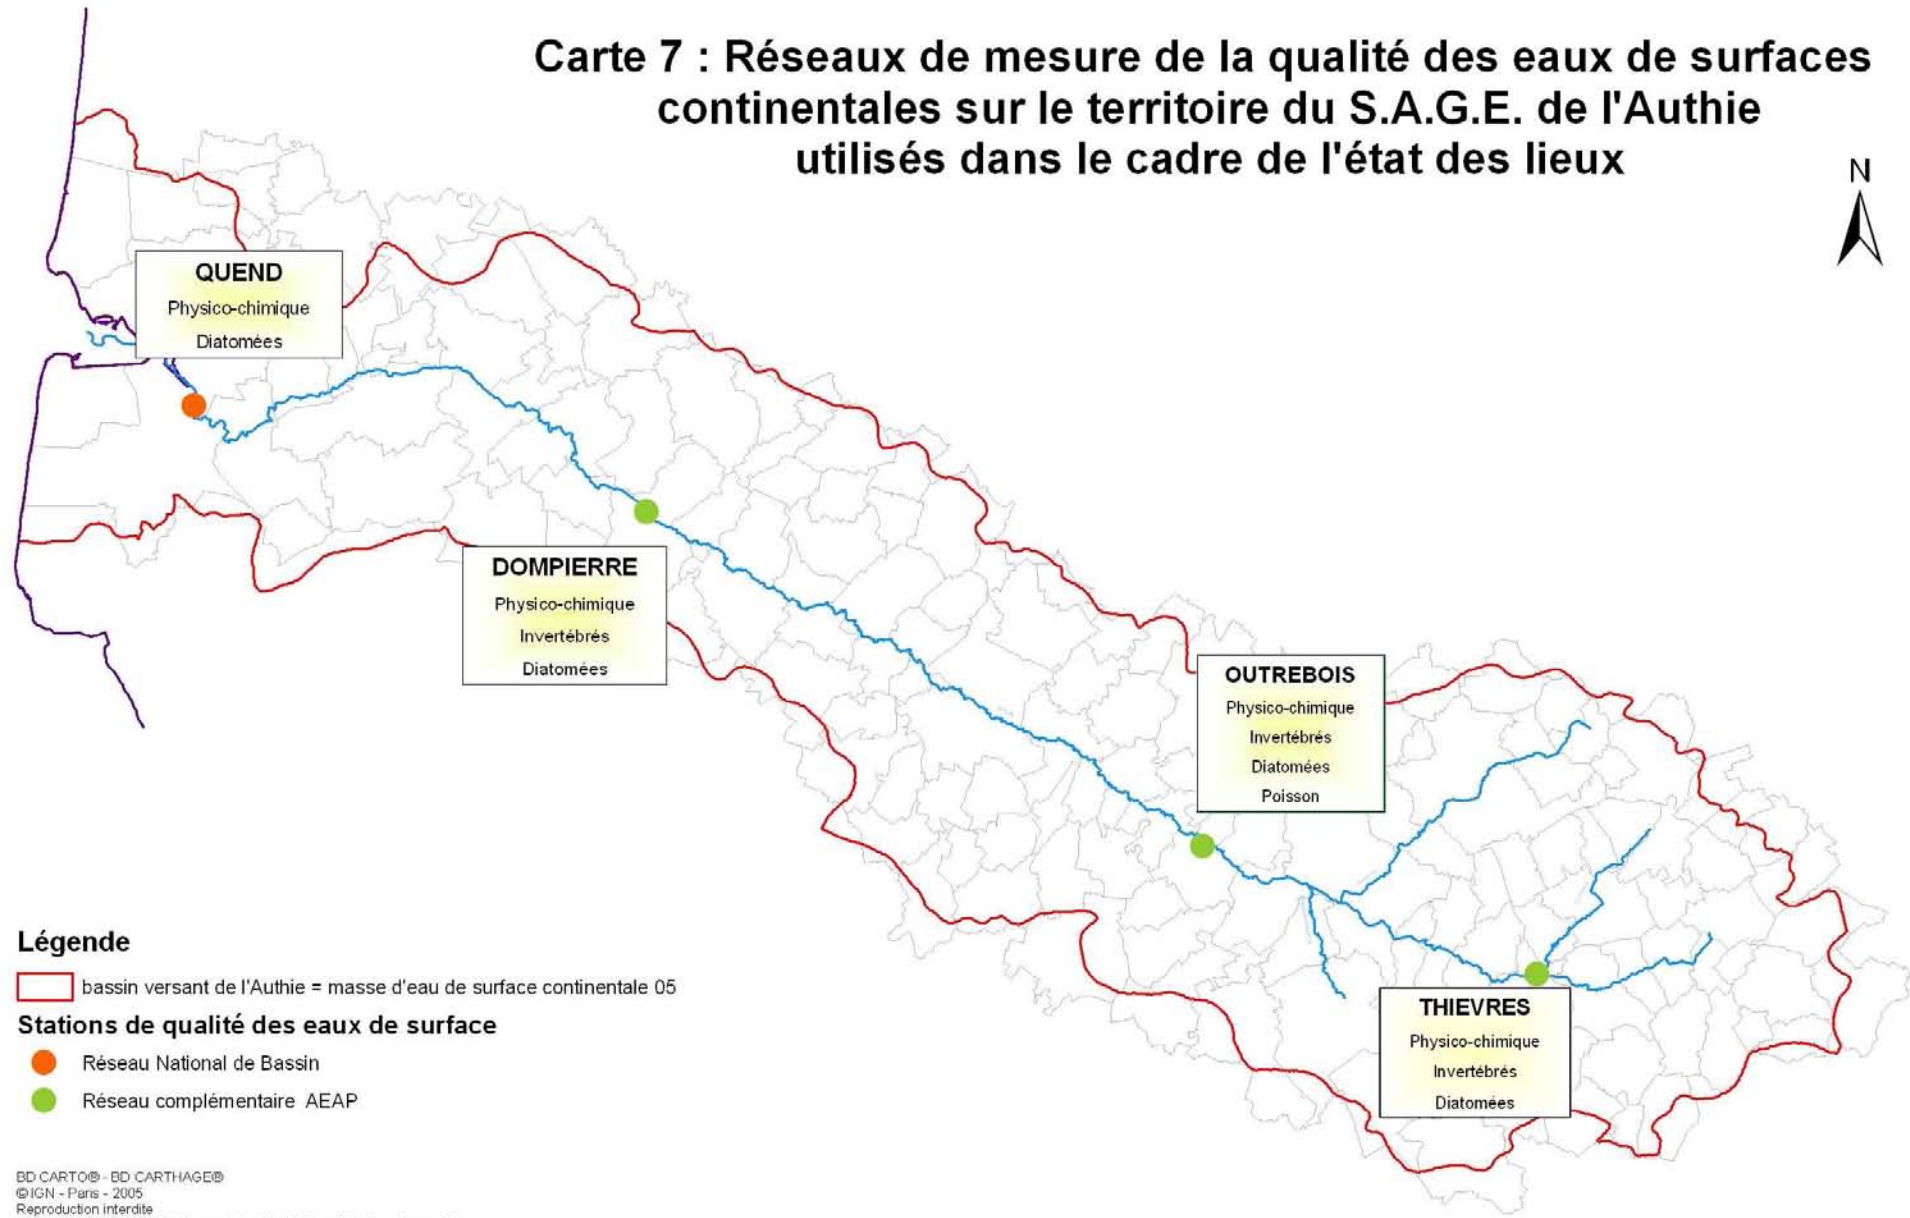 Carte 7 : Réseaux de mesure de la qualité des eaux de surfaces
continentales sur le territoire du S.A.G.E. de l'Authie
utilisés dans le cadre de l'état des lieux
N
QUEND
Physico-chimique
Diatomées
DOMPIERRE
Physico-chimique
Invertébrés
Diatomées
OUTREBOIS
Physico-chimique
Invertébrés
Diatomées
Poisson
THIEVRES
Physico-chimique
Invertébrés
Diatomées
Légende
bassin versant de l'Authie = masse d'eau de surface continentale 05
Stations de qualité des eaux de surface
Réseau National de Bassin
Réseau complémentaire AEAP
BD CARTO® - BD CARTHAGE®
©IGN - Paris - 2005
Reproduction interdite